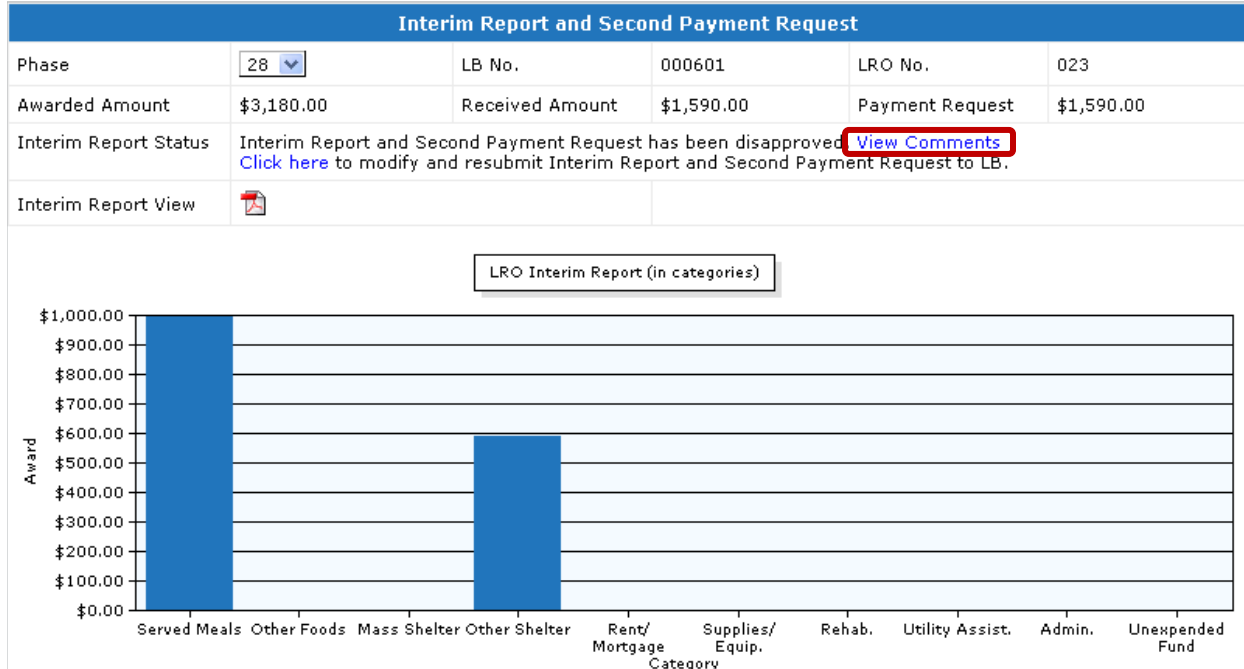 Interim Report and Second Payment Request
Phase 28 LB No. 000601 LRO No. 023
Awarded Amount $3,180.00 Received Amount $1,590.00 Payment Request $1,590.00
Interim Report Status Interim Report and Second Payment Request has been disapproved. View Comments
Click here to modify and resubmit Interim Report and Second Payment Request to LB.
Interim Report View
LRO Interim Report (in categories)
$1,000.00
$900.00
$800.00
$700.00
$600.00
$500.00
$400.00
$300.00
$200.00
$100.00
$0.00
Award
Served Meals Other Foods Mass Shelter Other Shelter Rent/ Supplies/ Rehab. Utility Assist. Admin. Unexpended
Mortgage Equip. Fund
Category